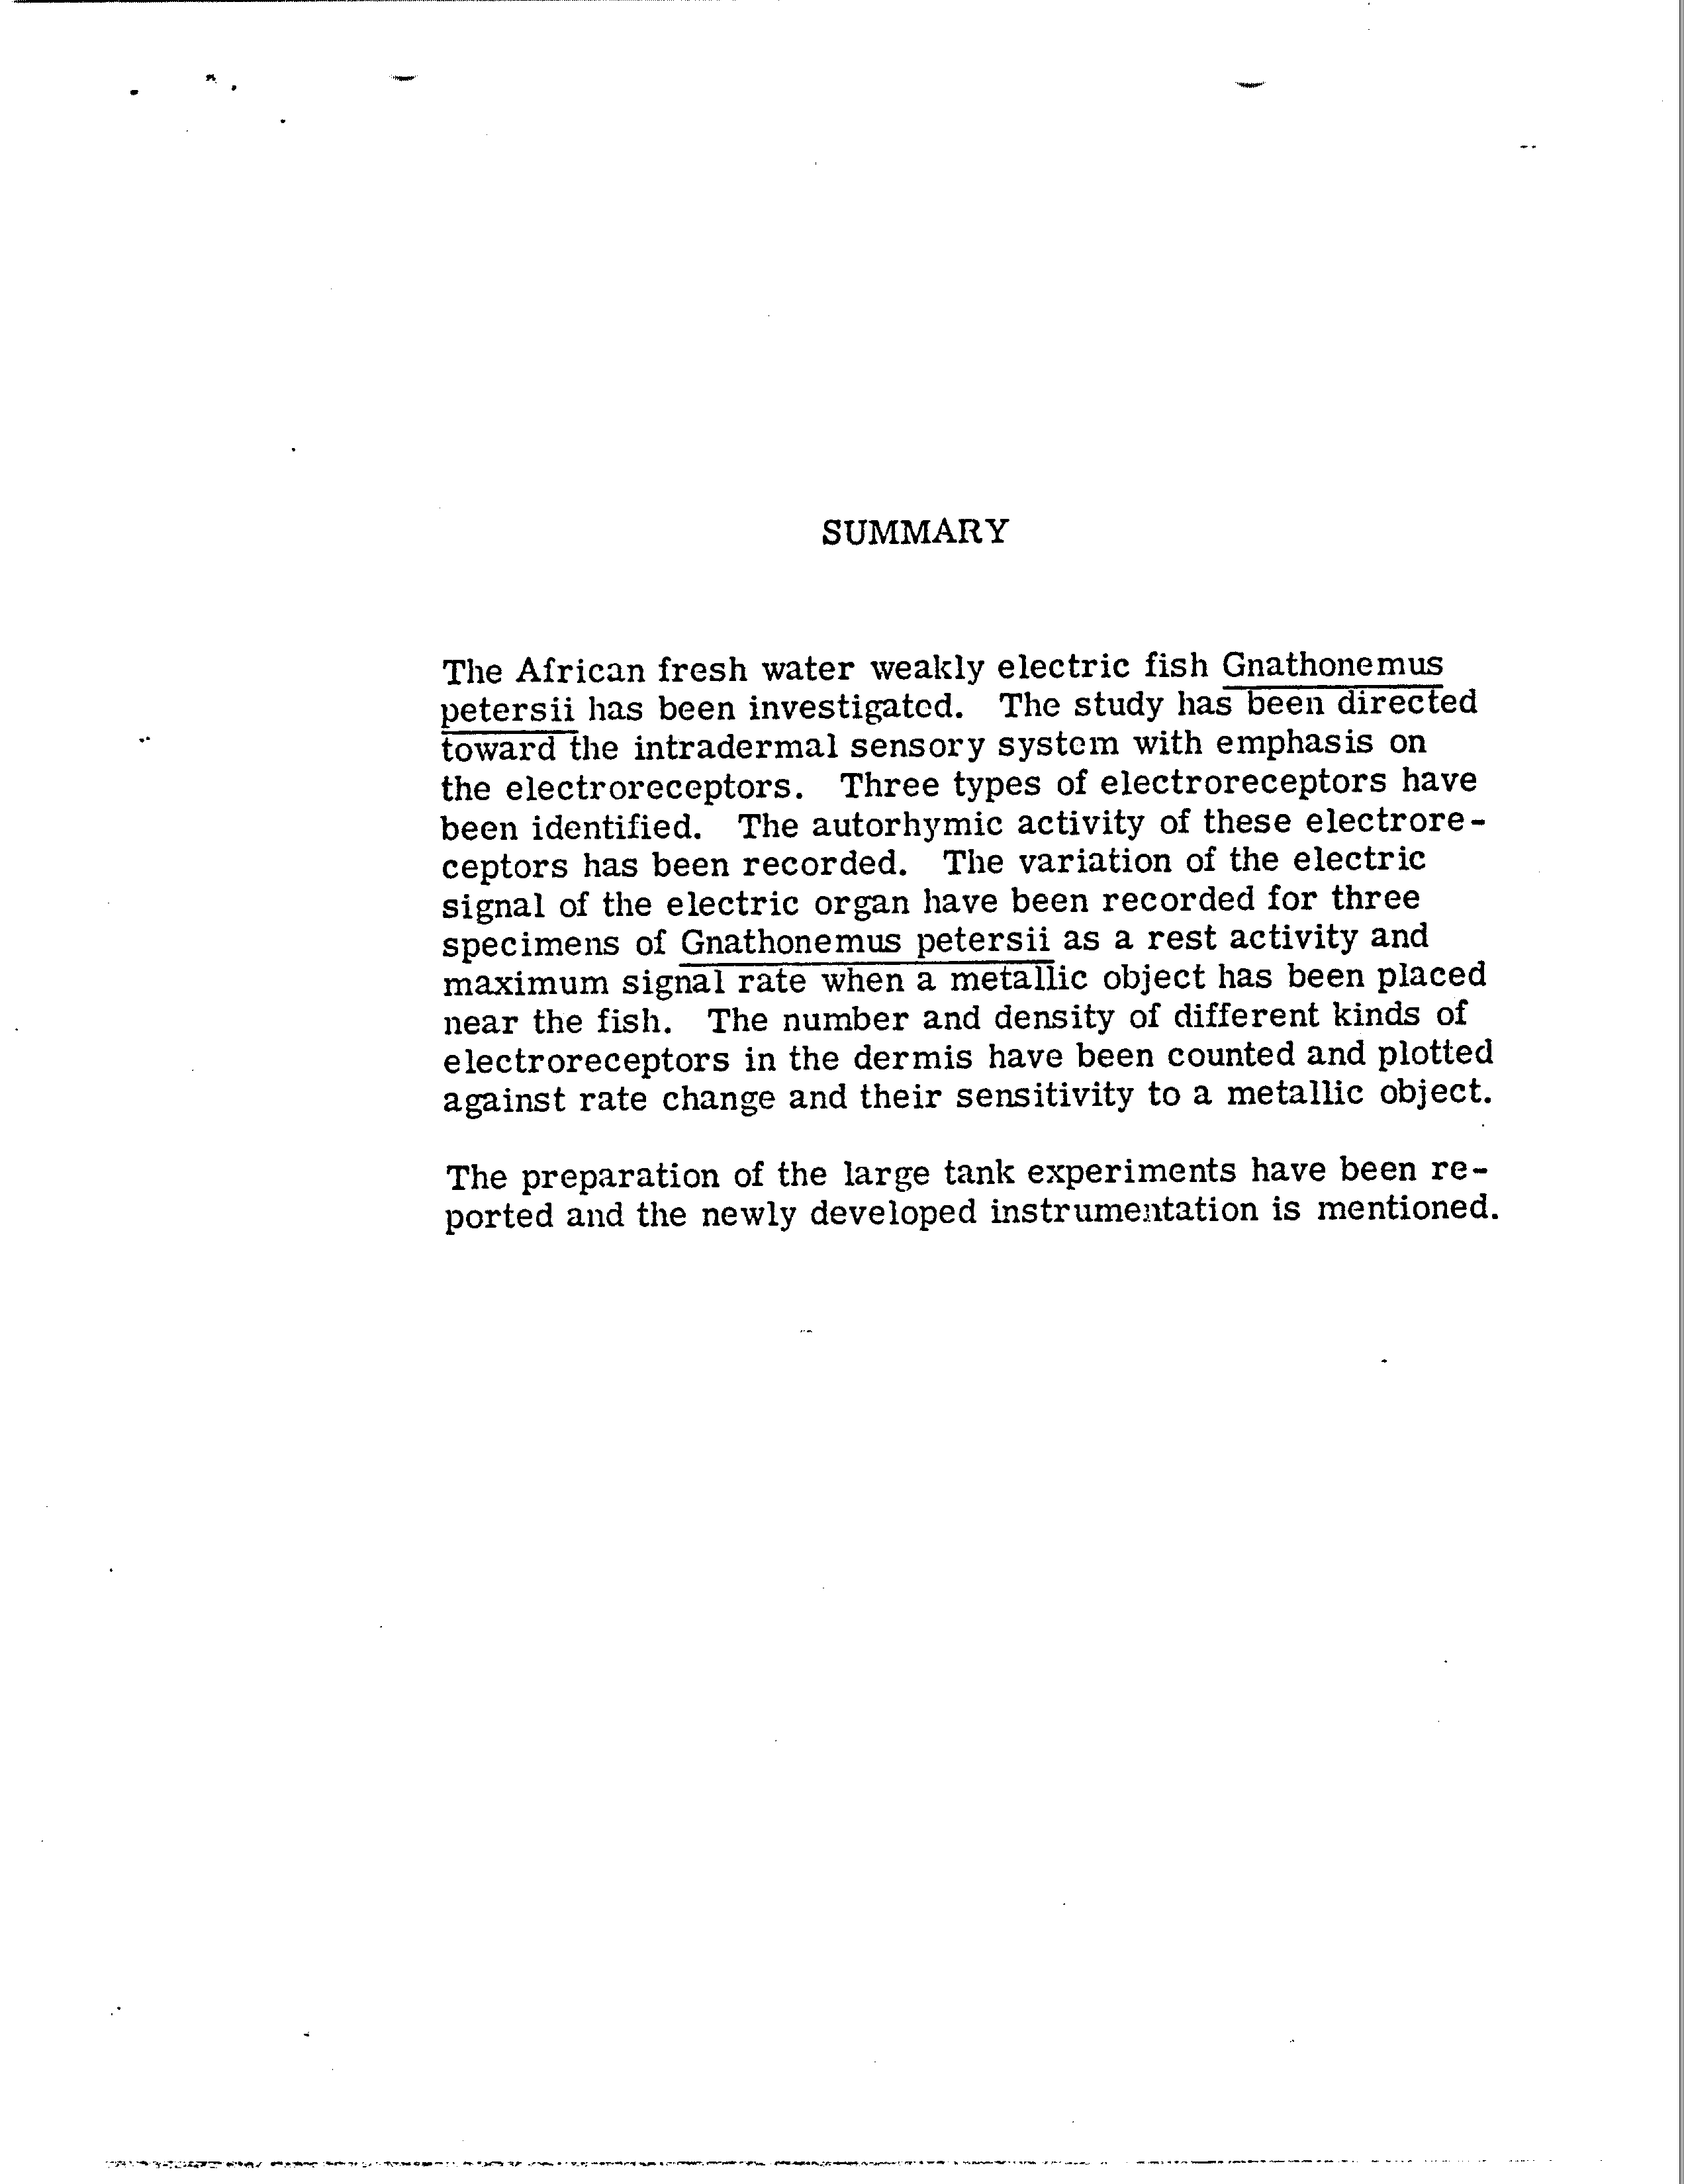 SUMMARY
The African fresh water weakly electric fish Gnathonemus
petersii has been investigated. The study has been directed
toward the intradermal sensory system with emphasis on
the electroreceptors. Three types of electroreceptors have
been identified. The autorhymic activity of these electrore-
ceptors has been recorded. The variation of the electric
signal of the electric organ have been recorded for three
specimens of Gnathonemus petersii as a rest activity and
maximum signal rate when a metallic object has been placed
near the fish. The number and density of different kinds of
electroreceptors in the dermis have been counted and plotted
against rate change and their sensitivity to a metallic object.
The preparation of the large tank experiments have been re-
ported and the newly developed instrumentation is mentioned.